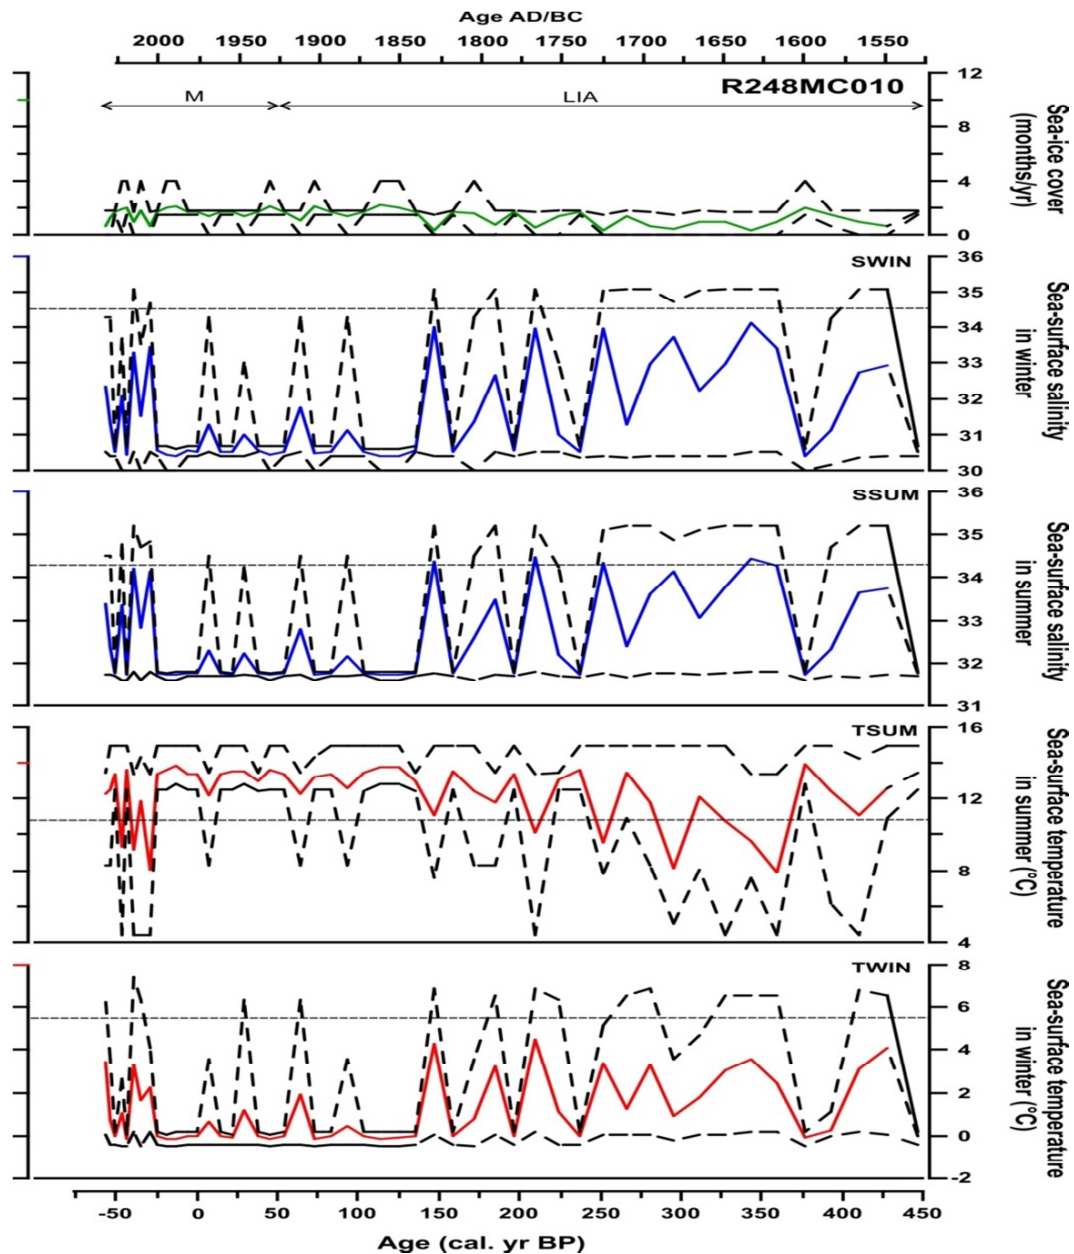 Age AD/BC
2000 1950 1900 1850 1800 1750 1700 1650 1600 1550
R248MC010
M
LIA
12
8
4
0
Sea-ice cover
(months/yr)
SWIN
36
35
34
33
32
31
30
Sea-surface salinity
in winter
SSUM
36
35
34
33
32
31
Sea-surface salinity
in summer
TSUM
16
12
8
4
Sea-surface temperature
in summer (°C)
TWIN
8
6
4
2
0
-2
Sea-surface temperature
in winter (°C)
-50 0 50 100 150 200 250 300 350 400 450
Age (cal. yr BP)